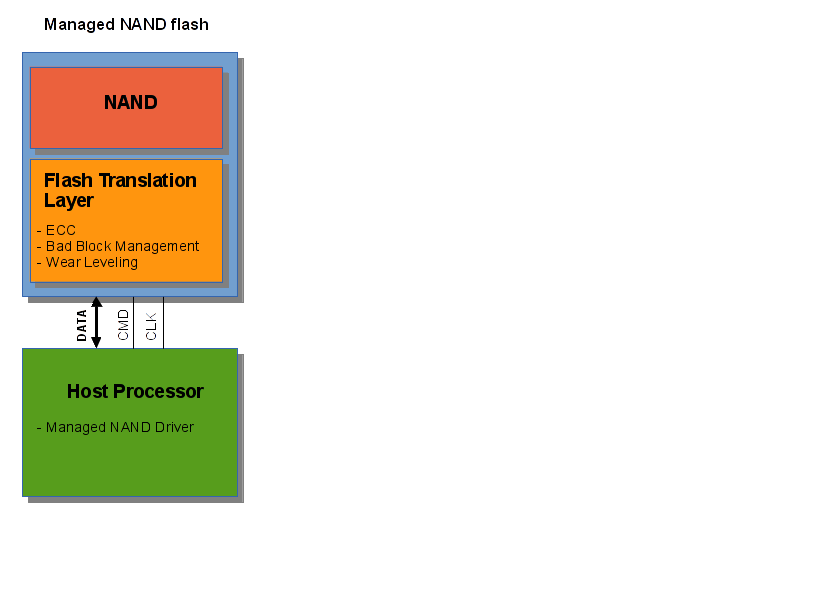 Managed NAND flash
NAND
Flash Translation
Layer
- ECC
- Bad Block Management
- Wear Leveling
DATA
CMD
CLK
Host Processor
- Managed NAND Driver